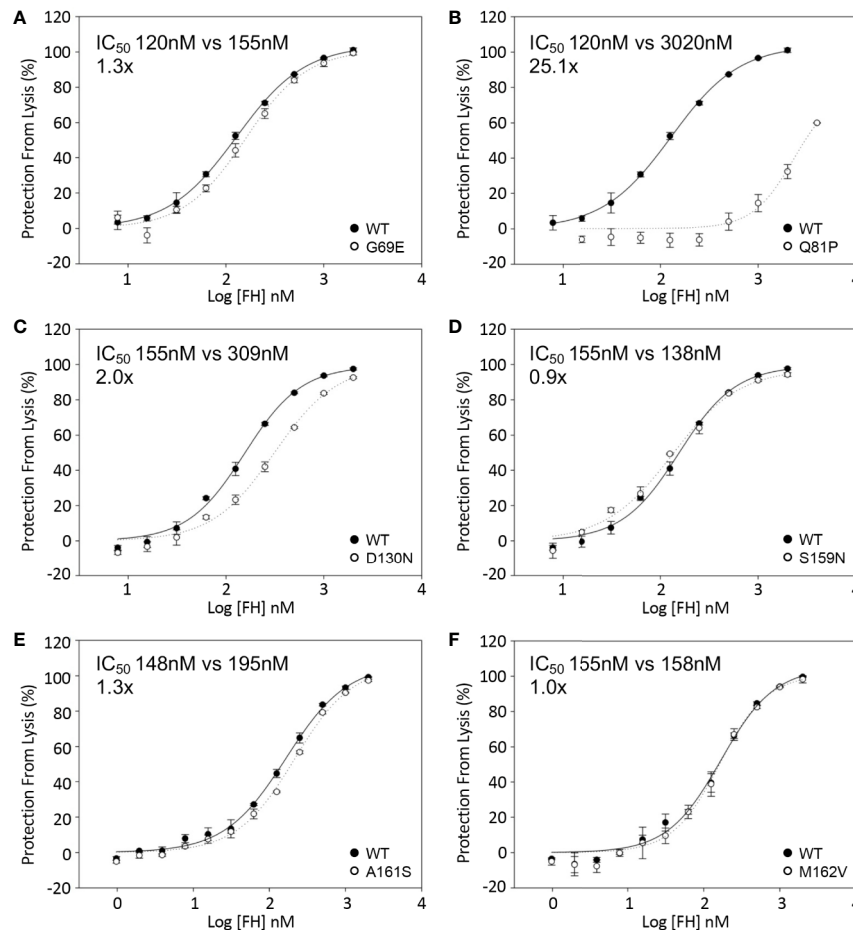 A
IC50 120nM vs 155nM
1.3x
Protection From Lysis (%)
120
100
80
60
40
20
0
-20
WT
G69E
1 2 3 4
Log [FH] nM
B
IC50 120nM vs 3020nM
25.1x
Protection From Lysis (%)
120
100
80
60
40
20
0
-20
WT
Q81P
1 2 3 4
Log [FH] nM
C
IC50 155nM vs 309nM
2.0x
Protection From Lysis (%)
120
100
80
60
40
20
0
-20
WT
D130N
1 2 3 4
Log [FH] nM
D
IC50 155nM vs 138nM
0.9x
Protection From Lysis (%)
120
100
80
60
40
20
0
-20
WT
S159N
1 2 3 4
Log [FH] nM
E
IC50 148nM vs 195nM
1.3x
Protection From Lysis (%)
120
100
80
60
40
20
0
-20
WT
A161S
0 1 2 3 4
Log [FH] nM
F
IC50 155nM vs 158nM
1.0x
Protection From Lysis (%)
120
100
80
60
40
20
0
-20
WT
M162V
0 1 2 3 4
Log [FH] nM